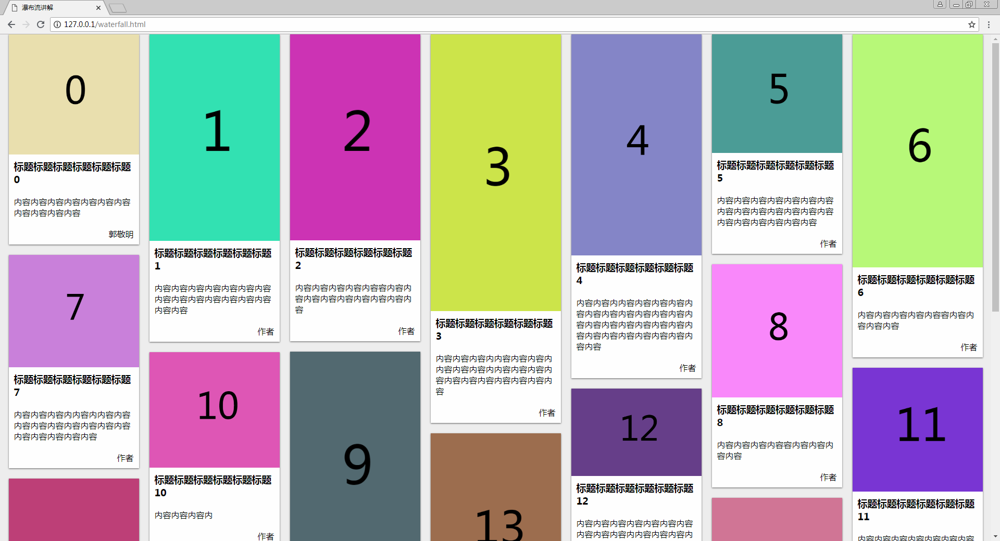 瀑布流讲解
127.0.0.1/waterfall.html
0
标题标题标题标题标题标题
0
内容内容内容内容内容内容内容
内容内容内容内容
郭敬明
1
标题标题标题标题标题标题
1
内容内容内容内容内容内容内容
内容内容内容内容内容内容内容
内容内容
作者
2
标题标题标题标题标题标题
2
内容内容内容内容内容容内容内
容内容内容内容内容内容内容内
容
作者
3
标题标题标题标题标题标题
3
内容内容内容内内容内容内容内
内容内容容内容内容内容内容内
容内容内容内容内容内容内容内
容
作者
4
标题标题标题标题标题标题
4
内容内容内内容内容内容内容内
容内容内容内容内容内容内容内
容内容内容内容内容内容内容内
容内容内容内容内容内容内容内
容内容
作者
5
标题标题标题标题标题标题
5
内容内容内容内容内容内容内容
内容内容内容内容内容内容内容
内容内容内容内容内容内容
作者
6
标题标题标题标题标题标题
6
内容内容内容内容内容容内容内
容内容内容
作者
7
标题标题标题标题标题标题
7
内容内容内容内内容内内容内容
内容内容内容内容内容内容内容
内容内容内容内容内容
作者
8
标题标题标题标题标题标题
8
内容内容内容内容容内容内容内
容内容
作者
9
10
标题标题标题标题标题标题
10
内容内容内容内
作者
11
标题标题标题标题标题标题
11
内容内容内容内容内容内容内容
12
标题标题标题标题标题标题
12
内容内容内容内容内容内容内容
内容内容内容内容内容内容内容
13